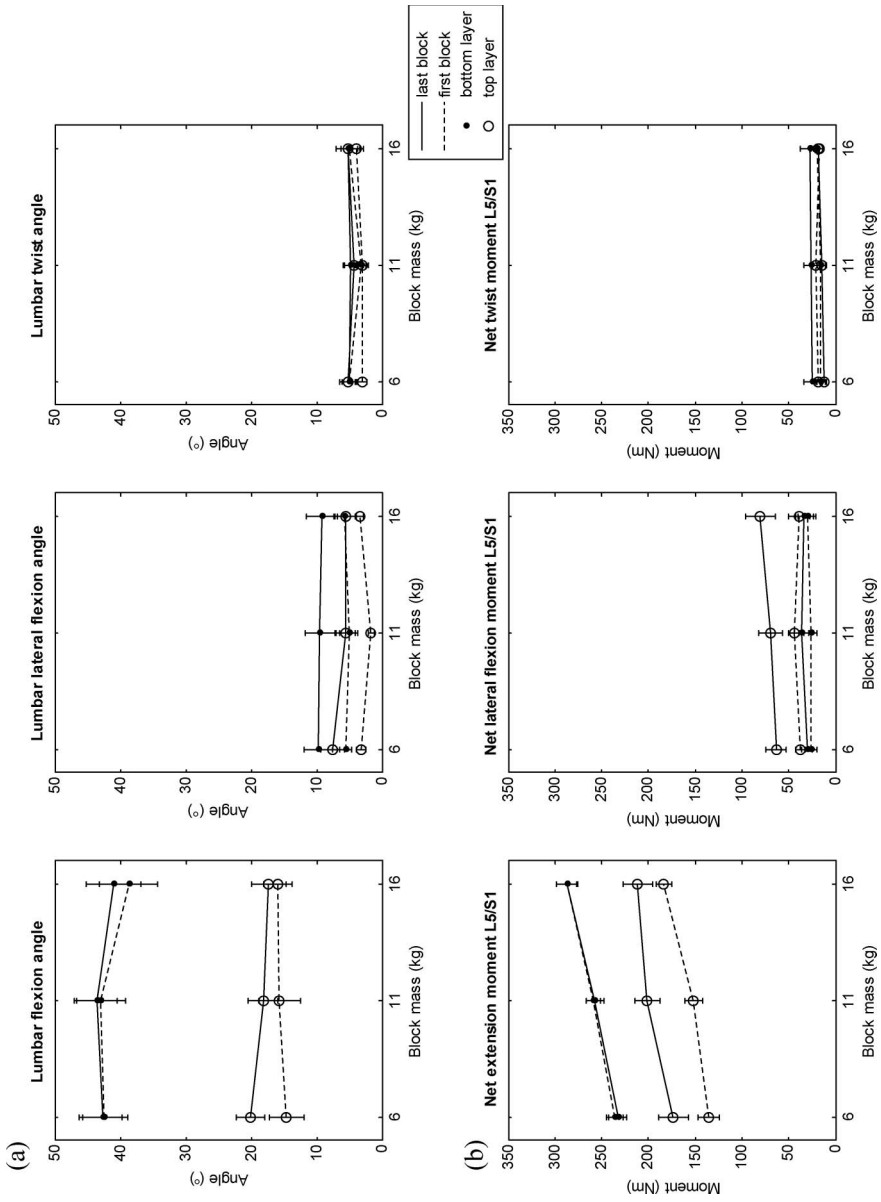 (a)
Lumbar flexion angle
50
40
30
20
10
0
Angle (°)
6
11
16
Block mass (kg)
Lumbar lateral flexion angle
50
40
30
20
10
0
Angle (°)
6
11
16
Block mass (kg)
Lumbar twist angle
50
40
30
20
10
0
Angle (°)
6
11
16
Block mass (kg)
last block
first block
bottom layer
top layer
(b)
Net extension moment L5/S1
350
300
250
200
150
100
50
0
Moment (Nm)
6
11
16
Block mass (kg)
Net lateral flexion moment L5/S1
350
300
250
200
150
100
50
0
Moment (Nm)
6
11
16
Block mass (kg)
Net twist moment L5/S1
350
300
250
200
150
100
50
0
Moment (Nm)
6
11
16
Block mass (kg)